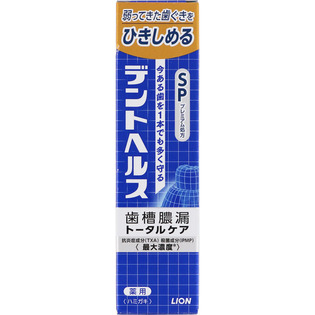 弱ってきた歯ぐきを
ひきしめる
SP
プレミアム処方
今ある歯を1本でも多く守る
デントヘルス
歯槽膿漏
トータルケア
抗炎症成分(TXA) 殺菌成分(IPMP)
〈最大濃度*〉
薬用
〈ハミガキ〉
LION